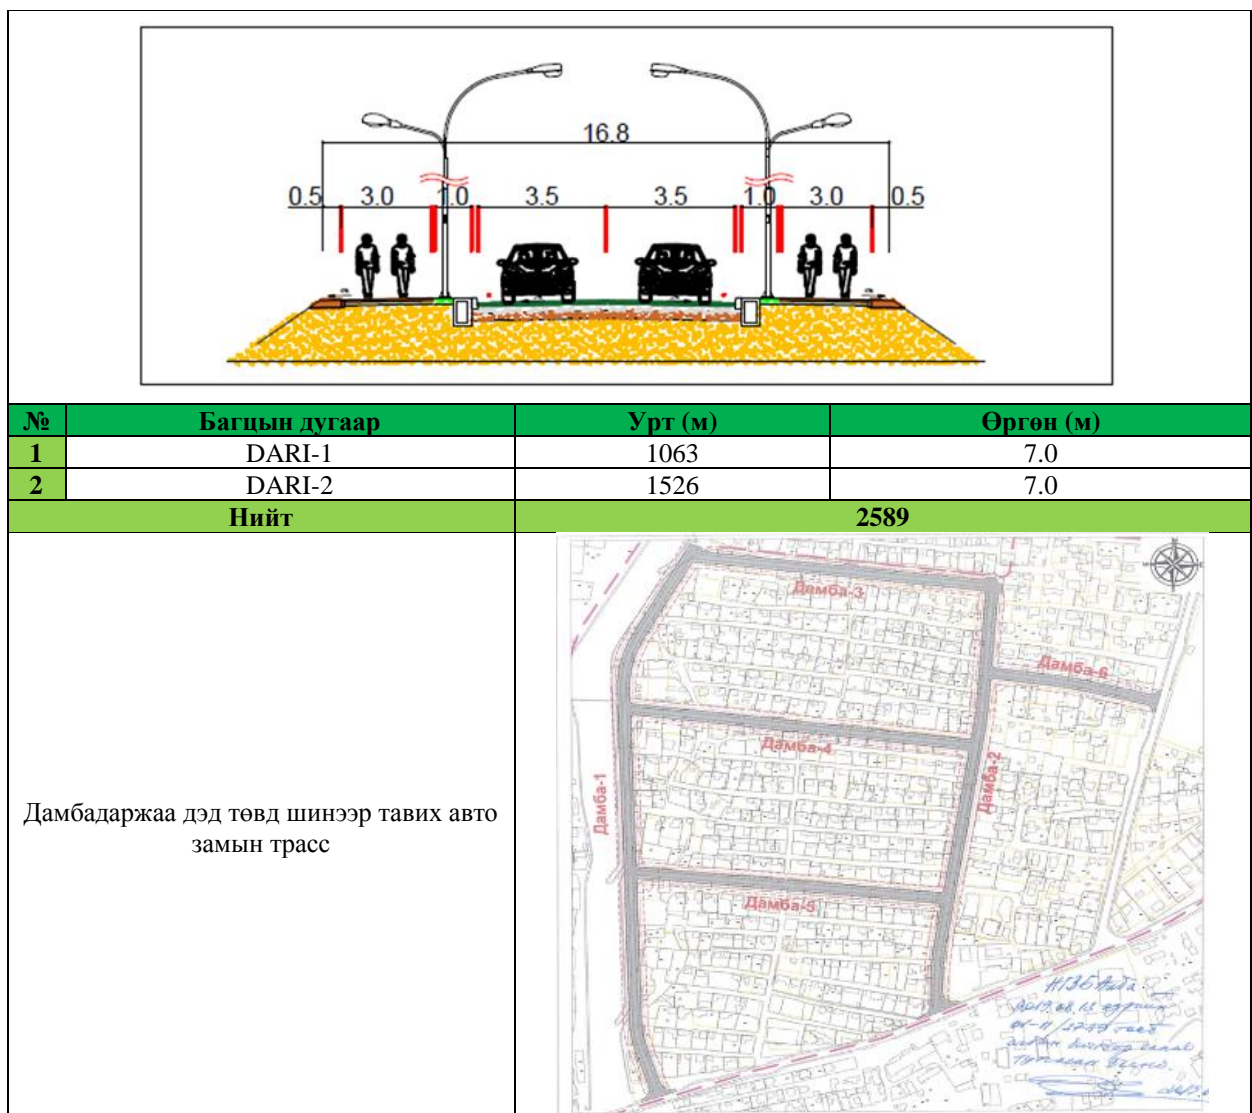 16.8
0.5 3.0 1.0 3.5 3.5 1.0 3.0 0.5
№ Багцын дугаар Урт (м) Өргөн (м)
1 DARI-1 1063 7.0
2 DARI-2 1526 7.0
Нийт 2589
Дамбадаржаа дэд төвд шинээр тавих авто
замын трасс
Дамба-3
Дамба-6
Дамба-4
Дамба-2
Дамба-1
Дамба-5